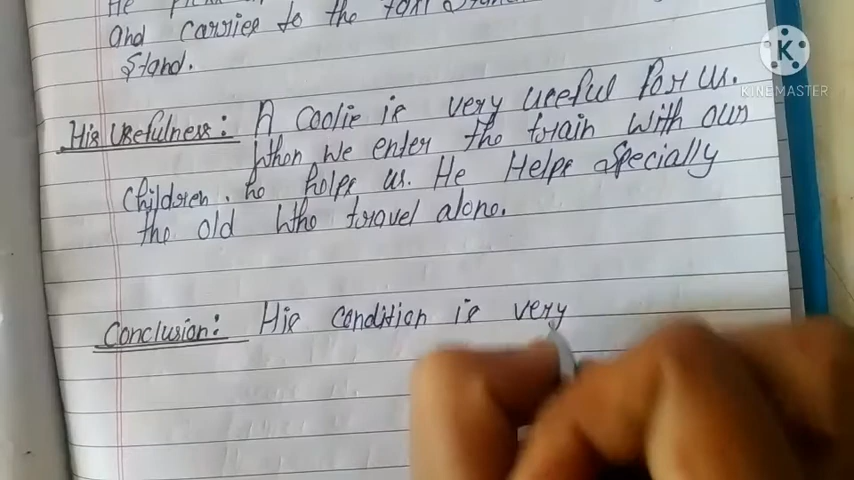 He
and carries to the taxi
stand.
KINEMASTER
His Usefulness: A coolie is very useful for us.
When we enter the train with our
children. he helps us. He Helps specially
the old who travel alone.
Conclusion: His condition is very